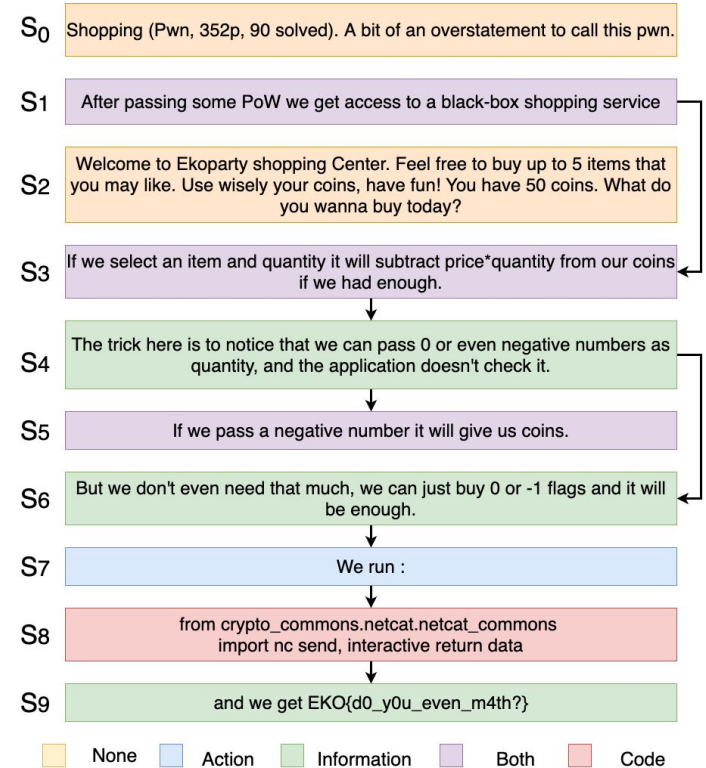 S0
Shopping (Pwn, 352p, 90 solved). A bit of an overstatement to call this pwn.
S1
After passing some PoW we get access to a black-box shopping service
S2
Welcome to Ekoparty shopping Center. Feel free to buy up to 5 items that
you may like. Use wisely your coins, have fun! You have 50 coins. What do
you wanna buy today?
S3
If we select an item and quantity it will subtract price*quantity from our coins
if we had enough.
S4
The trick here is to notice that we can pass 0 or even negative numbers as
quantity, and the application doesn't check it.
S5
If we pass a negative number it will give us coins.
S6
But we don't even need that much, we can just buy 0 or -1 flags and it will
be enough.
S7
We run :
S8
from crypto_commons.netcat.netcat_commons
import nc send, interactive return data
S9
and we get EKO{d0_y0u_even_m4th?}
None
Action
Information
Both
Code